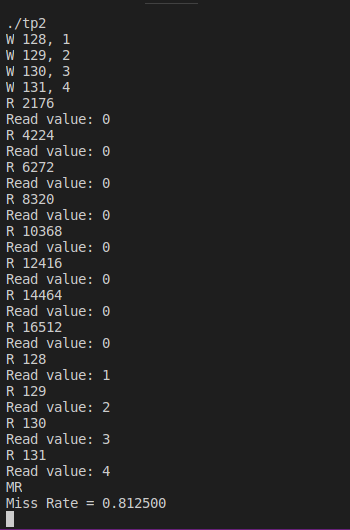 ./tp2
W 128, 1
W 129, 2
W 130, 3
W 131, 4
R 2176
Read value: 0
R 4224
Read value: 0
R 6272
Read value: 0
R 8320
Read value: 0
R 10368
Read value: 0
R 12416
Read value: 0
R 14464
Read value: 0
R 16512
Read value: 0
R 128
Read value: 1
R 129
Read value: 2
R 130
Read value: 3
R 131
Read value: 4
MR
Miss Rate = 0.812500